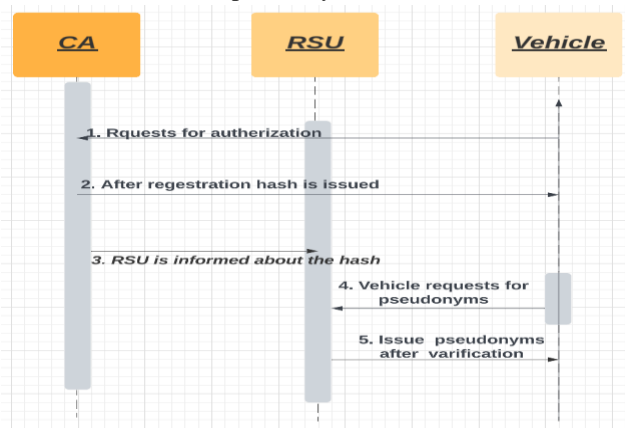 CA
RSU
Vehicle
1. Rquests for autherization
2. After regestration hash is issued
3. RSU is informed about the hash
4. Vehicle requests for
pseudonyms
5. Issue pseudonyms
after varification